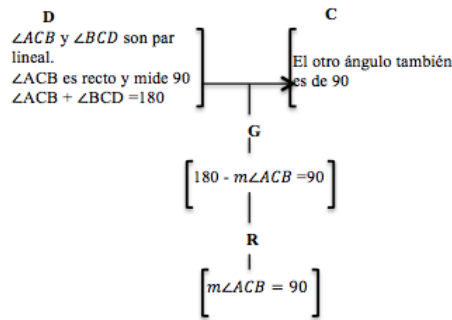 D
∠ACB y ∠BCD son par
lineal.
∠ACB es recto y mide 90
∠ACB + ∠BCD =180
C
El otro ángulo también
es de 90
G
180 - m∠ACB =90
R
m∠ACB = 90